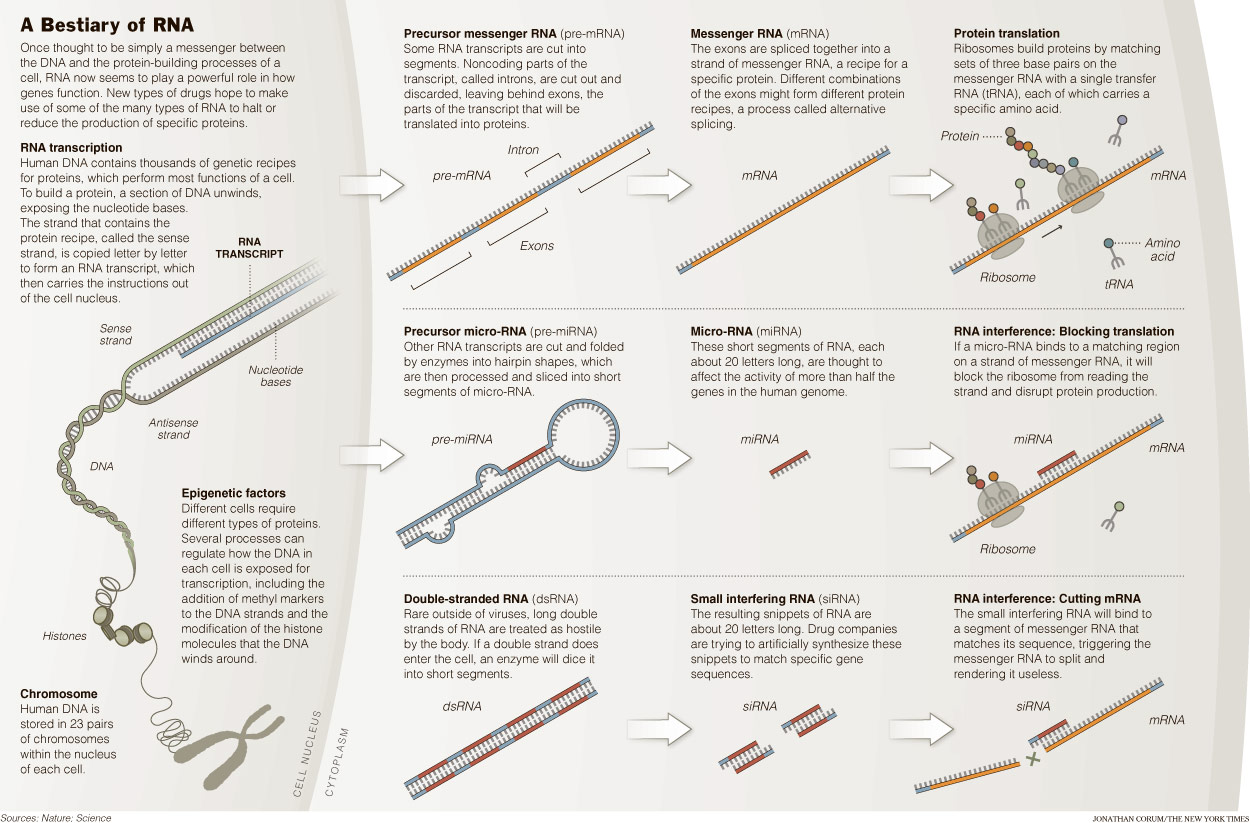 A Bestiary of RNA
Once thought to be simply a messenger between
the DNA and the protein-building processes of a
cell, RNA now seems to play a powerful role in how
genes function. New types of drugs hope to make
use of some of the many types of RNA to halt or
reduce the production of specific proteins.
RNA transcription
Human DNA contains thousands of genetic recipes
for proteins, which perform most functions of a cell.
To build a protein, a section of DNA unwinds,
exposing the nucleotide bases.
The strand that contains the
protein recipe, called the sense
strand, is copied letter by letter
to form an RNA transcript, which
then carries the instructions out
of the cell nucleus.
RNA
TRANSCRIPT
Sense
strand
Nucleotide
bases
Antisense
strand
DNA
Epigenetic factors
Different cells require
different types of proteins.
Several processes can
regulate how the DNA in
each cell is exposed for
transcription, including the
addition of methyl markers
to the DNA strands and the
modification of the histone
molecules that the DNA
winds around.
Histones
Chromosome
Human DNA is
stored in 23 pairs
of chromosomes
within the nucleus
of each cell.
CELL NUCLEUS
CYTOPLASM
Precursor messenger RNA (pre-mRNA)
Some RNA transcripts are cut into
segments. Noncoding parts of the
transcript, called introns, are cut out and
discarded, leaving behind exons, the
parts of the transcript that will be
translated into proteins.
Intron
pre-mRNA
Exons
Messenger RNA (mRNA)
The exons are spliced together into a
strand of messenger RNA, a recipe for a
specific protein. Different combinations
of the exons might form different protein
recipes, a process called alternative
splicing.
mRNA
Protein translation
Ribosomes build proteins by matching
sets of three base pairs on the
messenger RNA with a single transfer
RNA (tRNA), each of which carries a
specific amino acid.
Protein
mRNA
Amino
acid
Ribosome
tRNA
Precursor micro-RNA (pre-miRNA)
Other RNA transcripts are cut and folded
by enzymes into hairpin shapes, which
are then processed and sliced into short
segments of micro-RNA.
pre-miRNA
Micro-RNA (miRNA)
These short segments of RNA, each
about 20 letters long, are thought to
affect the activity of more than half the
genes in the human genome.
miRNA
RNA interference: Blocking translation
If a micro-RNA binds to a matching region
on a strand of messenger RNA, it will
block the ribosome from reading the
strand and disrupt protein production.
miRNA
mRNA
Ribosome
Double-stranded RNA (dsRNA)
Rare outside of viruses, long double
strands of RNA are treated as hostile
by the body. If a double strand does
enter the cell, an enzyme will dice it
into short segments.
dsRNA
Small interfering RNA (siRNA)
The resulting snippets of RNA are
about 20 letters long. Drug companies
are trying to artificially synthesize these
snippets to match specific gene
sequences.
siRNA
RNA interference: Cutting mRNA
The small interfering RNA will bind to
a segment of messenger RNA that
matches its sequence, triggering the
messenger RNA to split and
rendering it useless.
siRNA
mRNA
Sources: Nature; Science
JONATHAN CORUM/THE NEW YORK TIMES